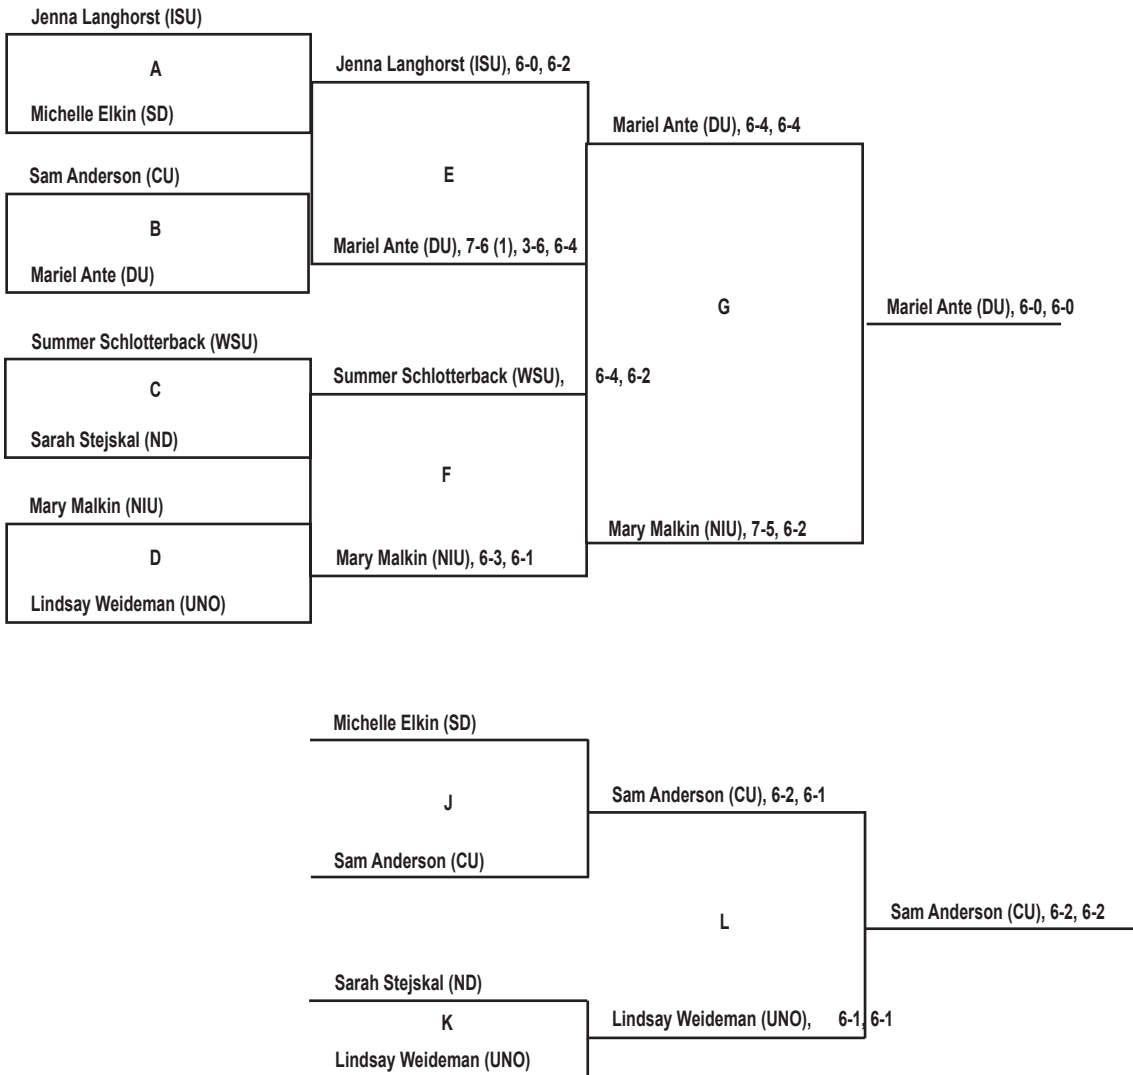 Jenna Langhorst (ISU)
A
Michelle Elkin (SD)
Sam Anderson (CU)
B
Mariel Ante (DU)
Summer Schlotterback (WSU)
C
Sarah Stejskal (ND)
Mary Malkin (NIU)
D
Lindsay Weideman (UNO)
Jenna Langhorst (ISU), 6-0, 6-2
E
Mariel Ante (DU), 7-6 (1), 3-6, 6-4
Summer Schlotterback (WSU), 6-4, 6-2
F
Mary Malkin (NIU), 6-3, 6-1
Mariel Ante (DU), 6-4, 6-4
G
Mary Malkin (NIU), 7-5, 6-2
Mariel Ante (DU), 6-0, 6-0
Michelle Elkin (SD)
J
Sam Anderson (CU)
Sarah Stejskal (ND)
K
Lindsay Weideman (UNO)
Sam Anderson (CU), 6-2, 6-1
L
Lindsay Weideman (UNO), 6-1, 6-1
Sam Anderson (CU), 6-2, 6-2